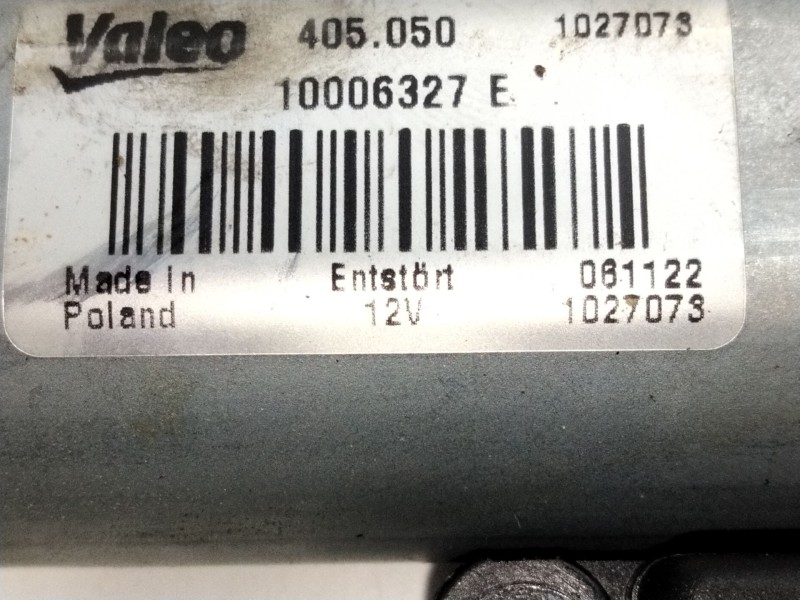 Valeo 405.050 1027073
10006327 E
Made in Entstört 061122
Poland 12V 1027073